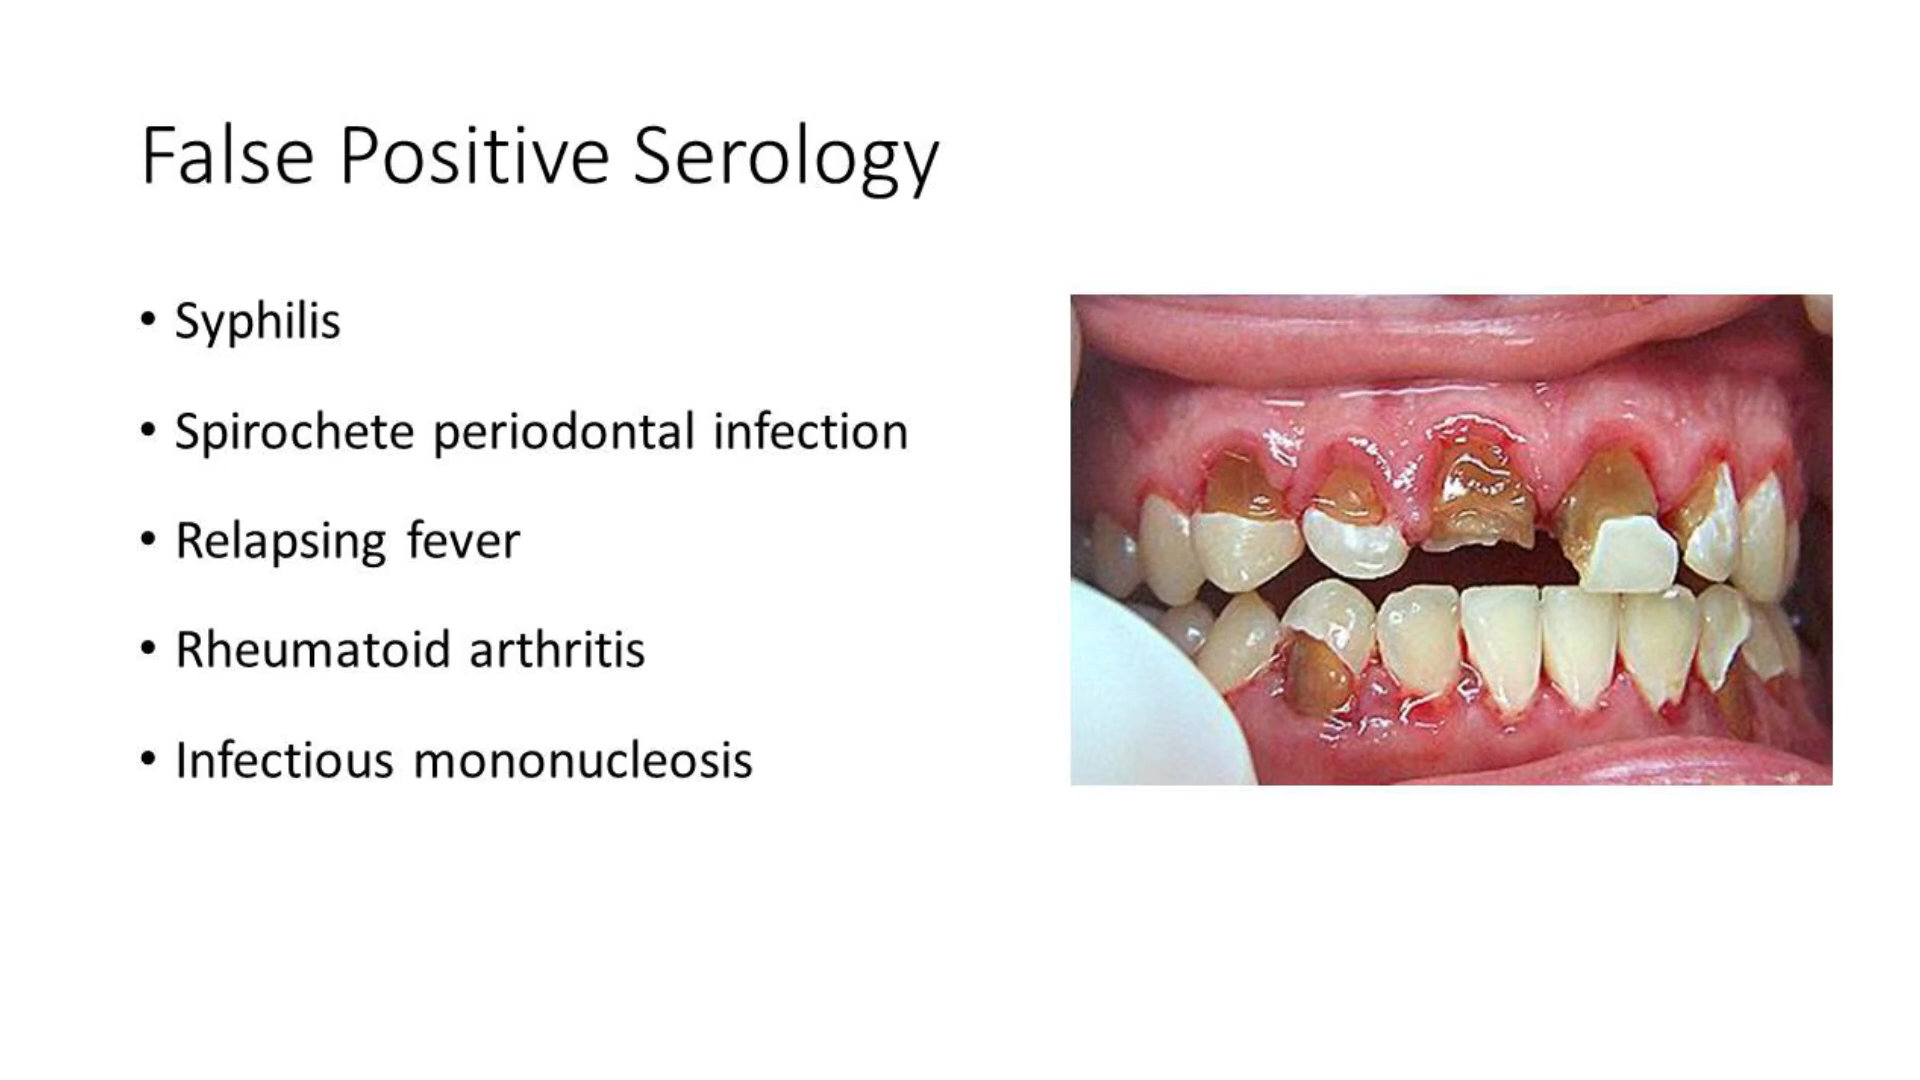 False Positive Serology
• Syphilis
• Spirochete periodontal infection
• Relapsing fever
• Rheumatoid arthritis
• Infectious mononucleosis